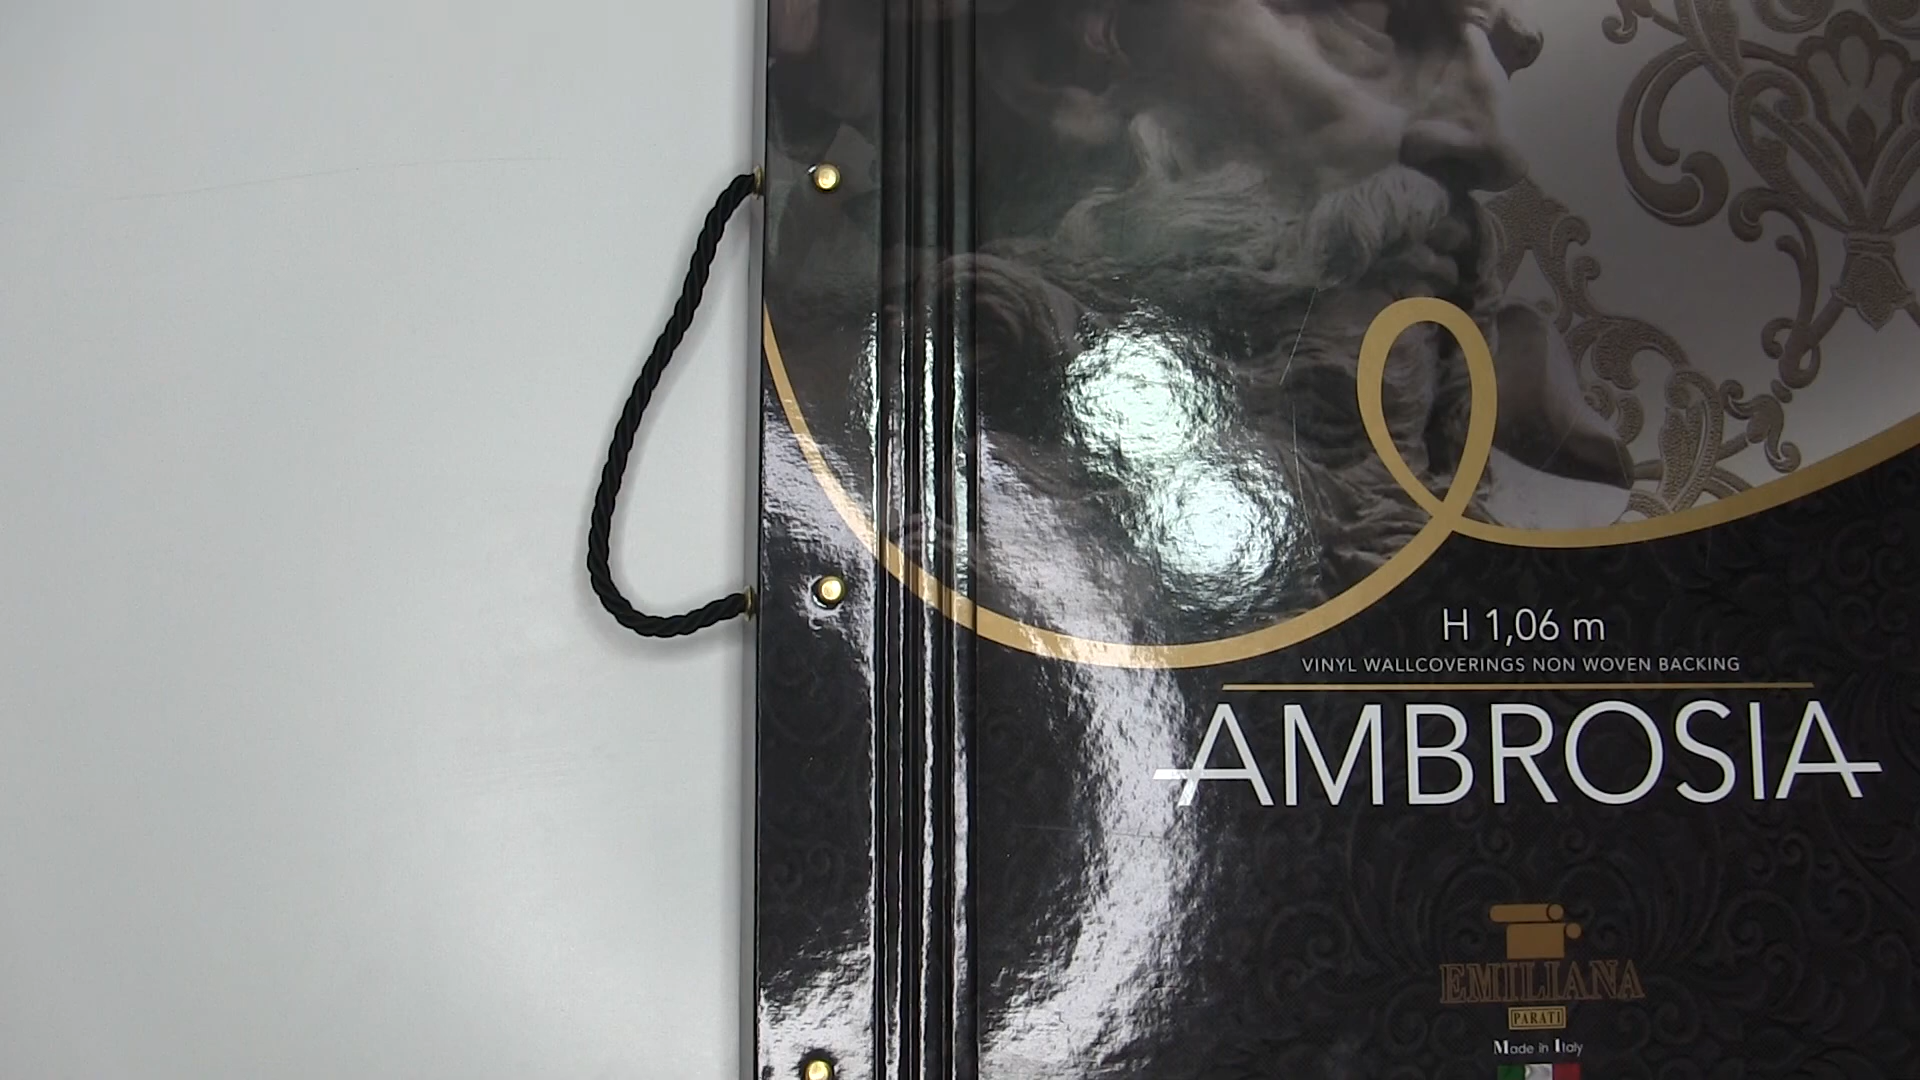 H 1,06 m
VINYL WALLCOVERINGS NON WOVEN BACKING
AMBROSIA
EMILIANA
PARATI
Made in Italy